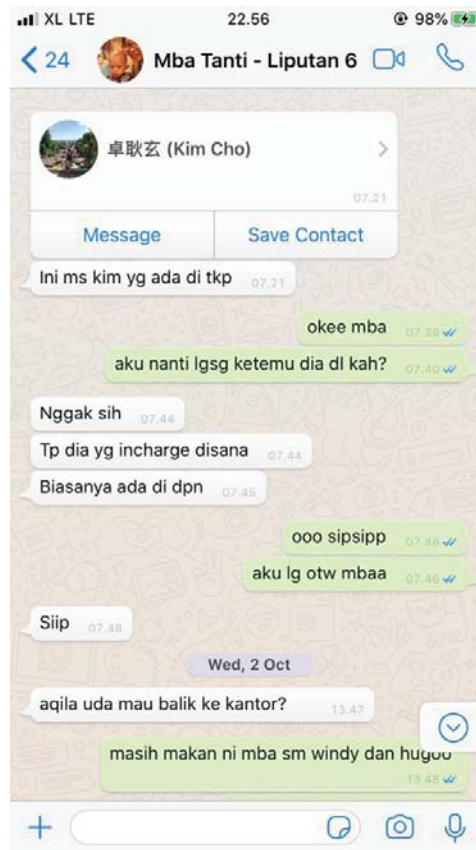 XL LTE 22.56 98%
24 Mba Tanti - Liputan 6
卓耿玄 (Kim Cho)
07.21
Message Save Contact
Ini ms kim yg ada di tkp 07.21
okee mba 07.39
aku nanti lgsg ketemu dia dl kah? 07.40
Nggak sih 07.44
Tp dia yg incharge disana 07.44
Biasanya ada di dpn 07.45
ooo sipsipp 07.46
aku lg otw mbaa 07.46
Siip 07.48
Wed, 2 Oct
aqila uda mau balik ke kantor? 13.47
masih makan ni mba sm windy dan hugoo
13.48